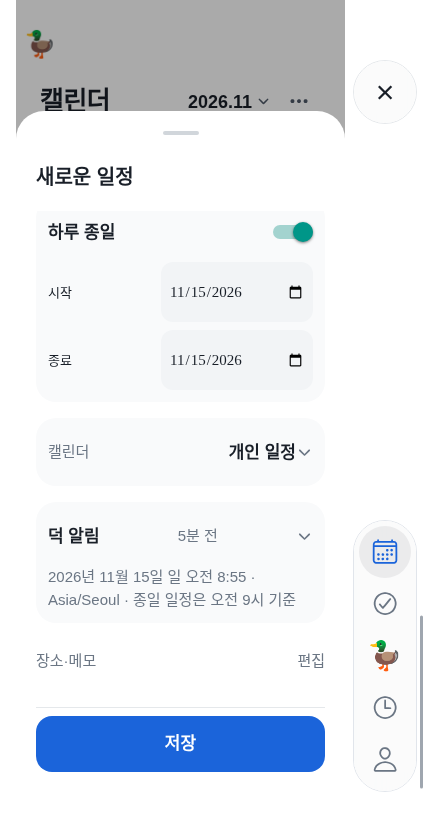 캘린더
2026.11
새로운 일정
하루 종일
시작
11/15/2026
종료
11/15/2026
캘린더
개인 일정
덕 알림
5분 전
2026년 11월 15일 일 오전 8:55 ·
Asia/Seoul · 종일 일정은 오전 9시 기준
장소·메모
편집
저장